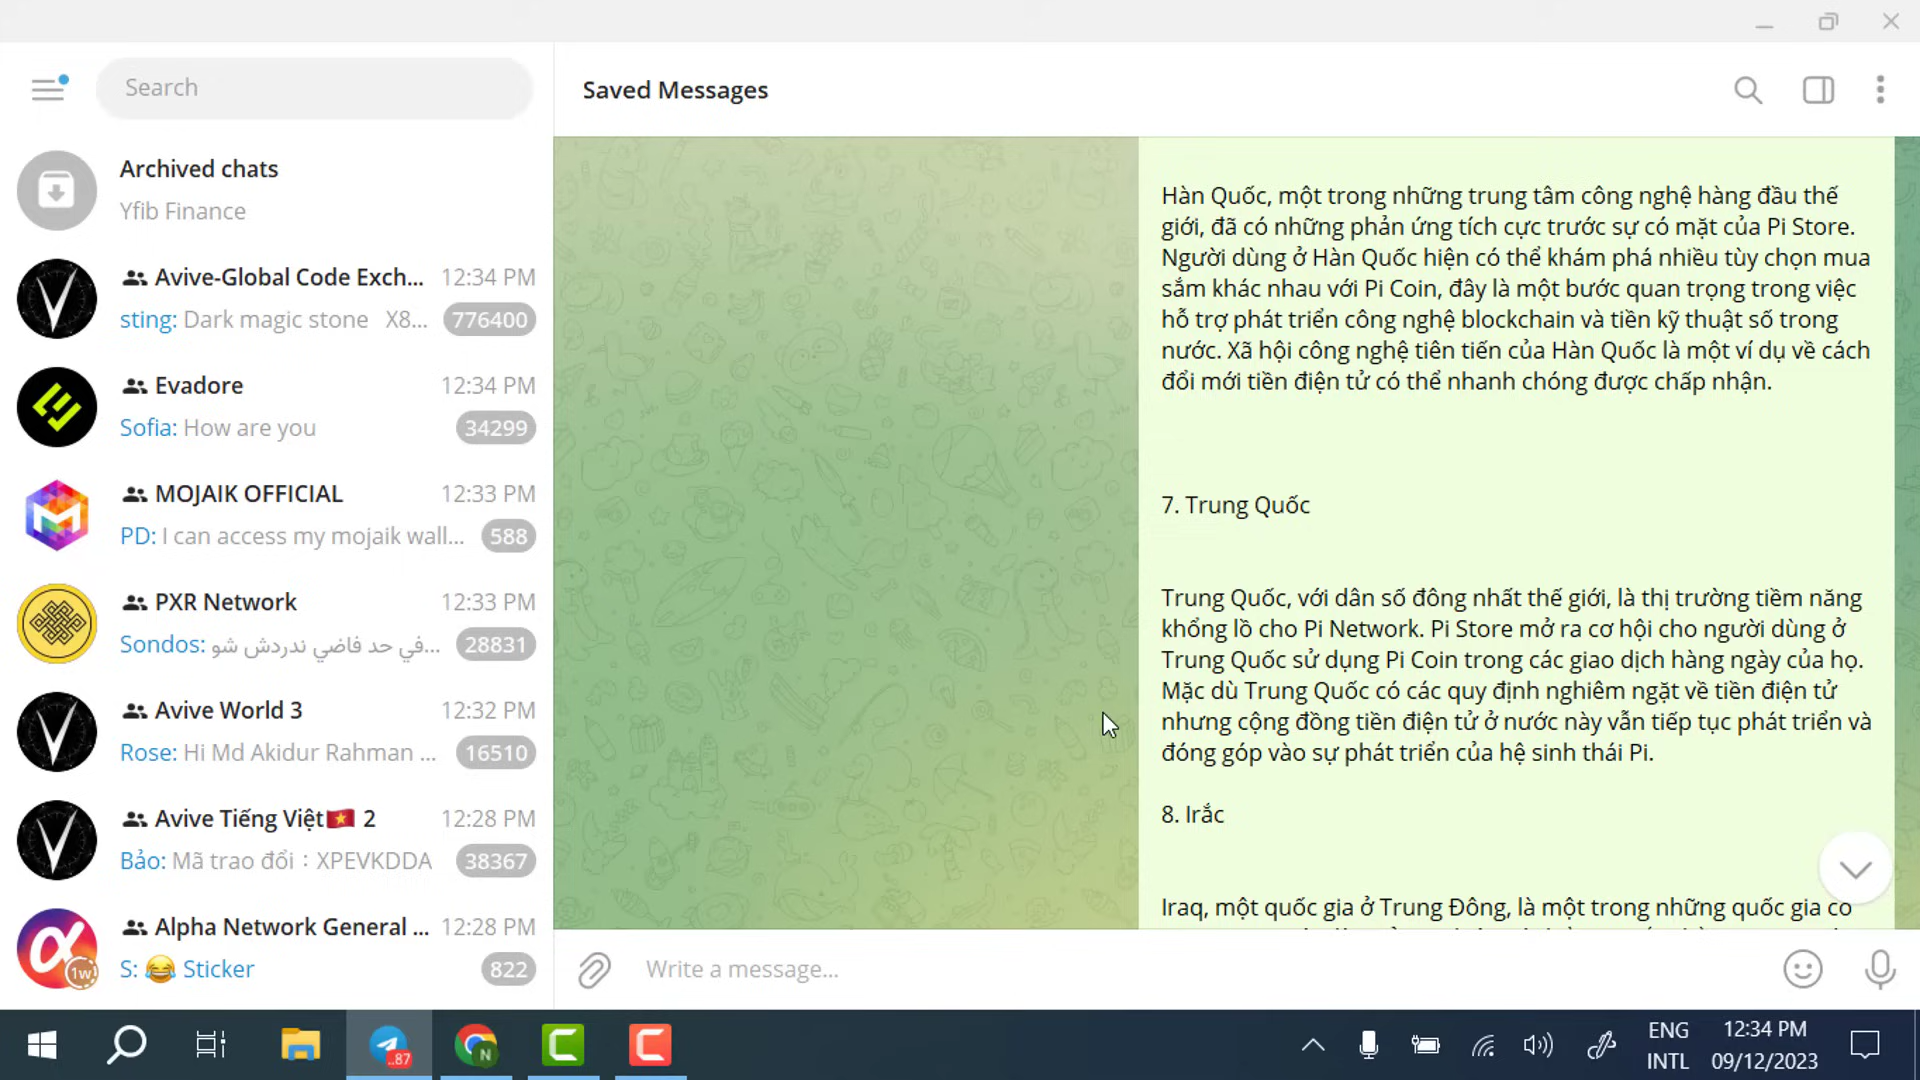 Search
Saved Messages
Archived chats
Yfib Finance
Avive-Global Code Exch... 12:34 PM
sting: Dark magic stone X8... 776400
Evadore 12:34 PM
Sofia: How are you 34299
MOJAIK OFFICIAL 12:33 PM
PD: I can access my mojaik wall... 588
PXR Network 12:33 PM
Sondos: في حد فاضي ندردش شو... 28831
Avive World 3 12:32 PM
Rose: Hi Md Akidur Rahman ... 16510
Avive Tiếng Việt🇻🇳 2 12:28 PM
Bảo: Mã trao đổi：XPEVKDDA 38367
Alpha Network General ... 12:28 PM
1w
S: 😂 Sticker 822
Hàn Quốc, một trong những trung tâm công nghệ hàng đầu thế
giới, đã có những phản ứng tích cực trước sự có mặt của Pi Store.
Người dùng ở Hàn Quốc hiện có thể khám phá nhiều tùy chọn mua
sắm khác nhau với Pi Coin, đây là một bước quan trọng trong việc
hỗ trợ phát triển công nghệ blockchain và tiền kỹ thuật số trong
nước. Xã hội công nghệ tiên tiến của Hàn Quốc là một ví dụ về cách
đổi mới tiền điện tử có thể nhanh chóng được chấp nhận.
7. Trung Quốc
Trung Quốc, với dân số đông nhất thế giới, là thị trường tiềm năng
khổng lồ cho Pi Network. Pi Store mở ra cơ hội cho người dùng ở
Trung Quốc sử dụng Pi Coin trong các giao dịch hàng ngày của họ.
Mặc dù Trung Quốc có các quy định nghiêm ngặt về tiền điện tử
nhưng cộng đồng tiền điện tử ở nước này vẫn tiếp tục phát triển và
đóng góp vào sự phát triển của hệ sinh thái Pi.
8. Irắc
Iraq, một quốc gia ở Trung Đông, là một trong những quốc gia có
Write a message...
..87
N
ENG
INTL
12:34 PM
09/12/2023